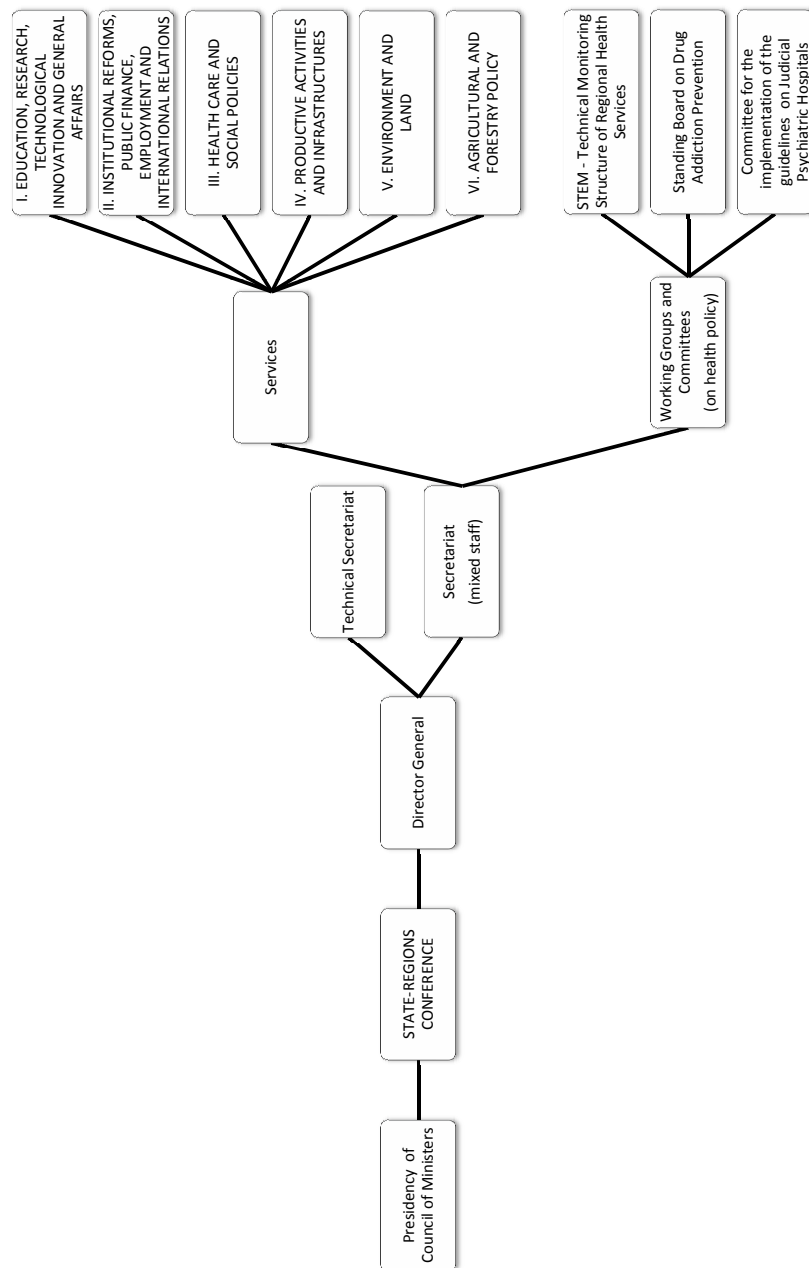 Presidency of
Council of Ministers
STATE-REGIONS
CONFERENCE
Director General
Technical Secretariat
Secretariat
(mixed staff)
Services
Working Groups and
Committees
(on health policy)
I. EDUCATION, RESEARCH,
TECHNOLOGICAL
INNOVATION AND GENERAL
AFFAIRS
II. INSTITUTIONAL REFORMS,
PUBLIC FINANCE,
EMPLOYMENT AND
INTERNATIONAL RELATIONS
III. HEALTH CARE AND
SOCIAL POLICIES
IV. PRODUCTIVE ACTIVITIES
AND INFRASTRUCTURES
V. ENVIRONMENT AND
LAND
VI. AGRICULTURAL AND
FORESTRY POLICY
STEM - Technical Monitoring
Structure of Regional Health
Services
Standing Board on Drug
Addiction Prevention
Committee for the
implementation of the
guidelines on Judicial
Psychiatric Hospitals